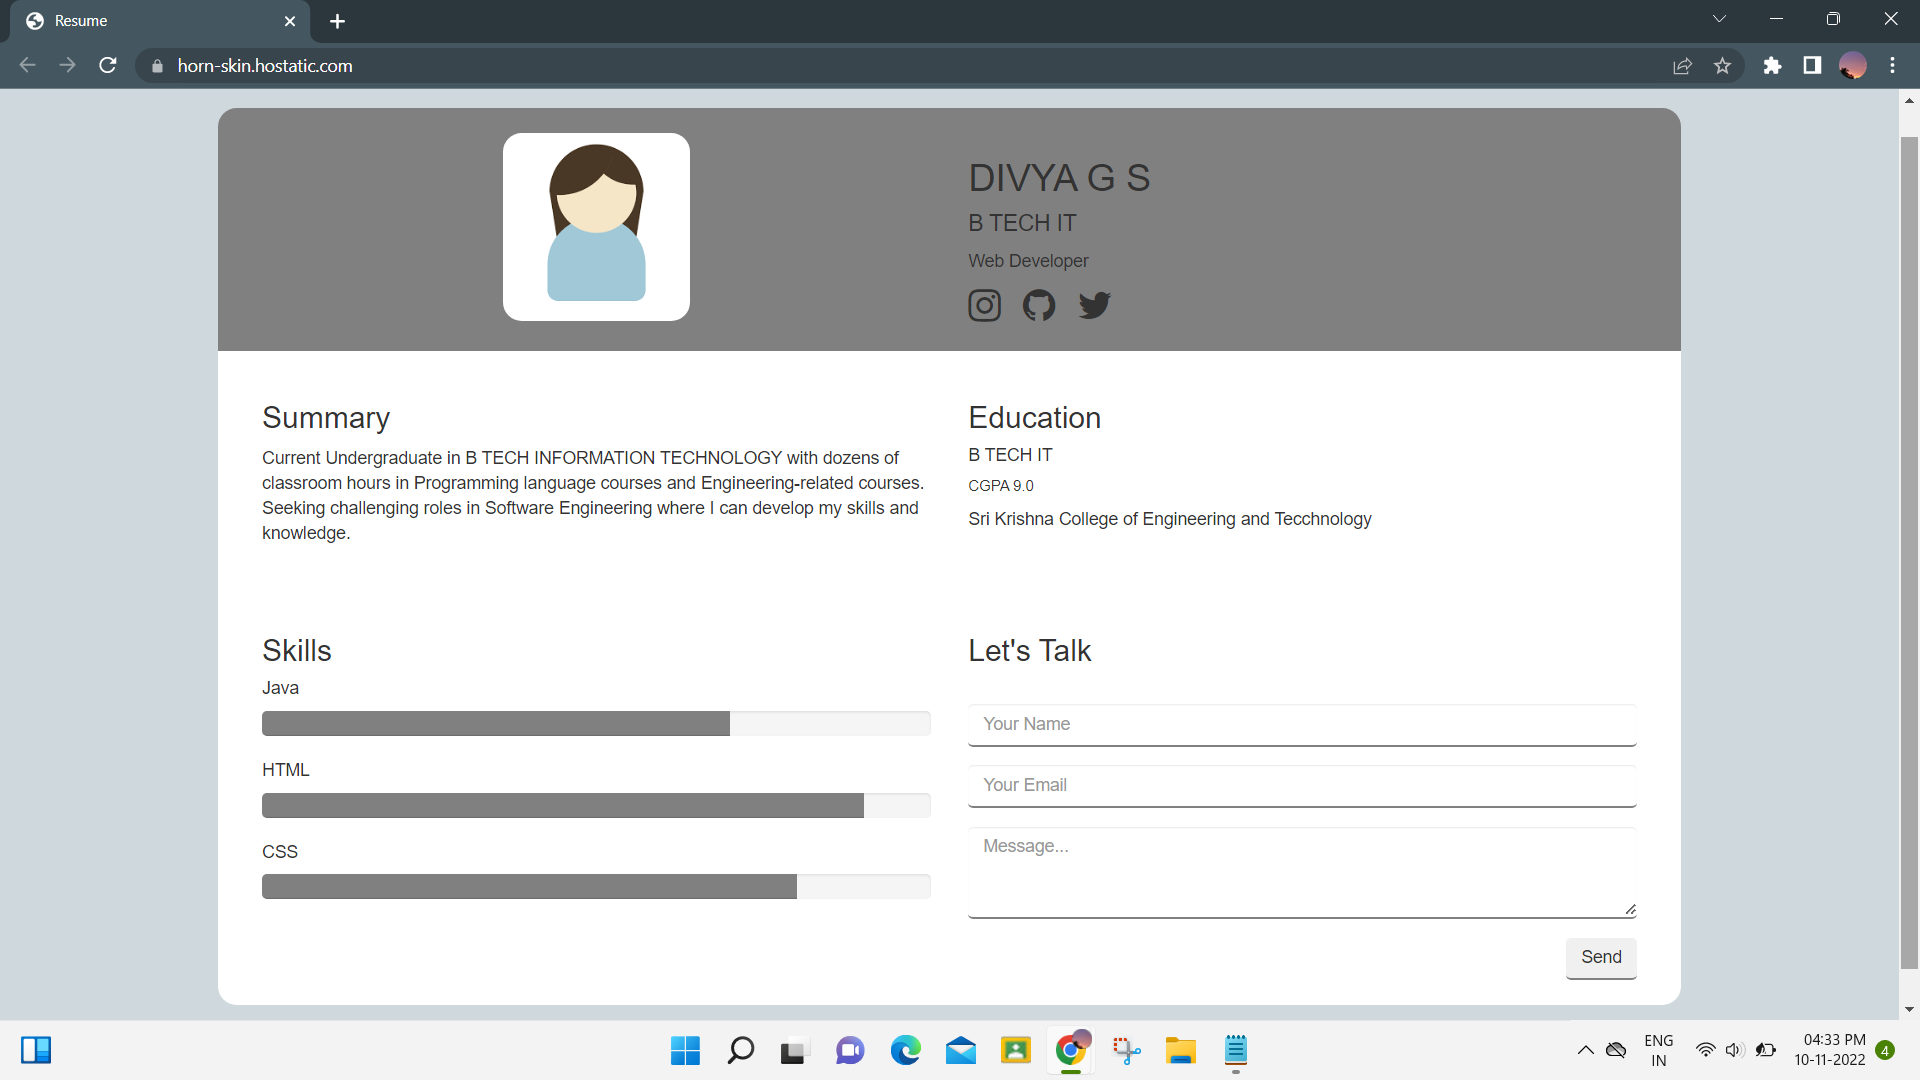 Resume
horn-skin.hostatic.com
DIVYA G S
B TECH IT
Web Developer
Summary
Current Undergraduate in B TECH INFORMATION TECHNOLOGY with dozens of
classroom hours in Programming language courses and Engineering-related courses.
Seeking challenging roles in Software Engineering where I can develop my skills and
knowledge.
Education
B TECH IT
CGPA 9.0
Sri Krishna College of Engineering and Tecchnology
Skills
Java
HTML
CSS
Let's Talk
Your Name
Your Email
Message...
Send
ENG
IN
04:33 PM
10-11-2022
4